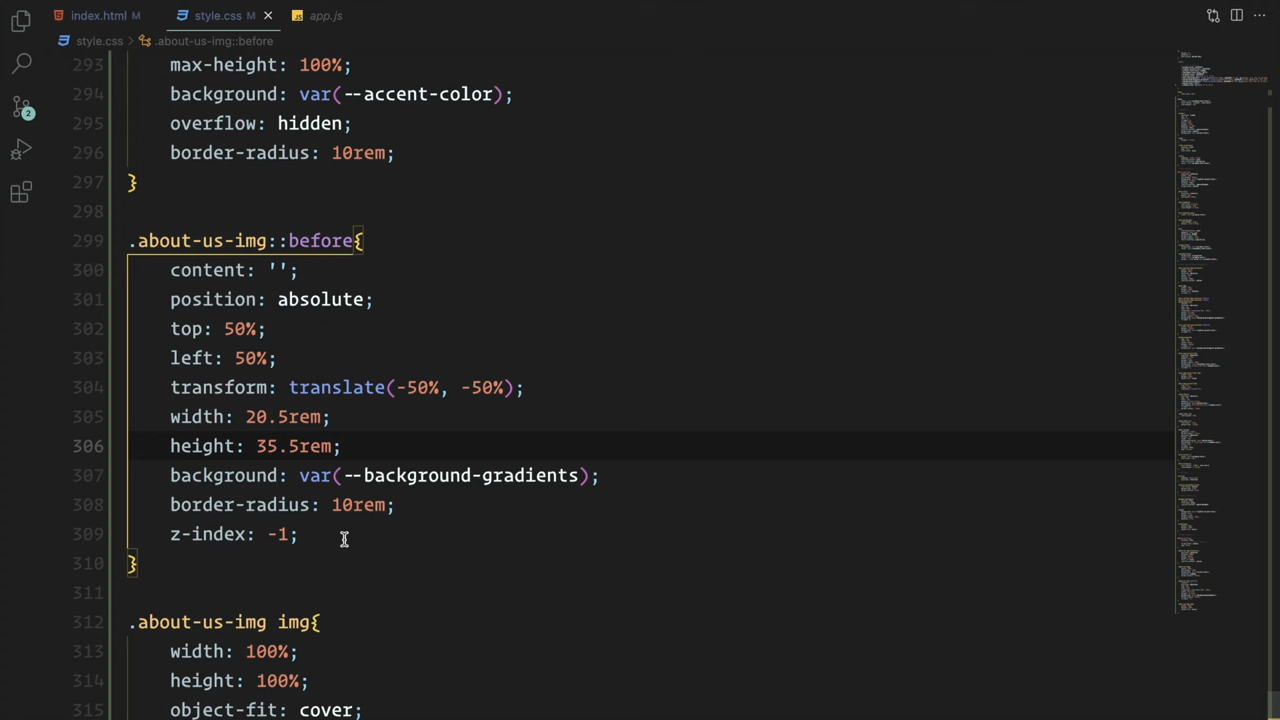 index.html M style.css M app.js
style.css .about-us-img::before
293 max-height: 100%;
294 background: var(--accent-color);
295 overflow: hidden;
296 border-radius: 10rem;
297 }
298
299 .about-us-img::before{
300 content: '';
301 position: absolute;
302 top: 50%;
303 left: 50%;
304 transform: translate(-50%, -50%);
305 width: 20.5rem;
306 height: 35.5rem;
307 background: var(--background-gradients);
308 border-radius: 10rem;
309 z-index: -1;
310 }
311
312 .about-us-img img{
313 width: 100%;
314 height: 100%;
315 object-fit: cover;
2